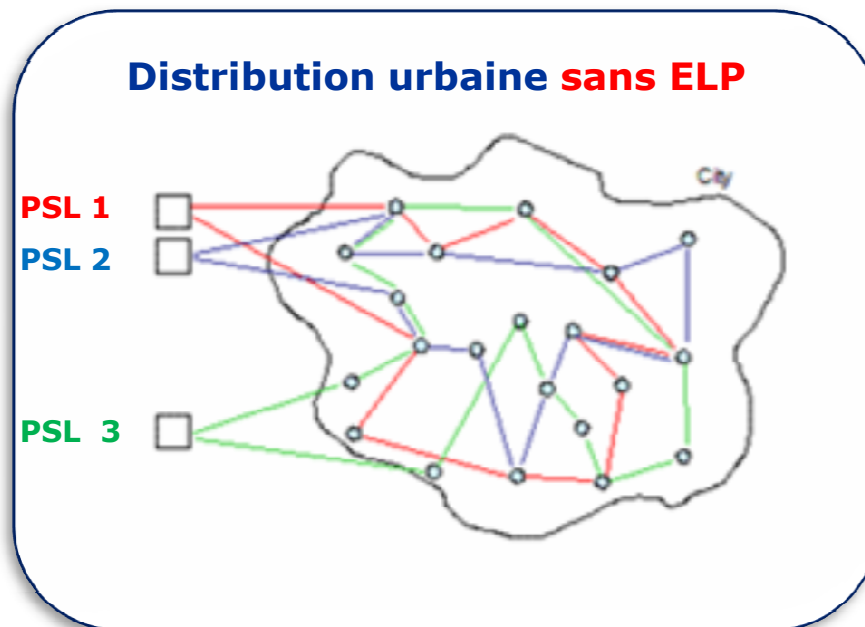 Distribution urbaine sans ELP
City
PSL 1
PSL 2
PSL 3